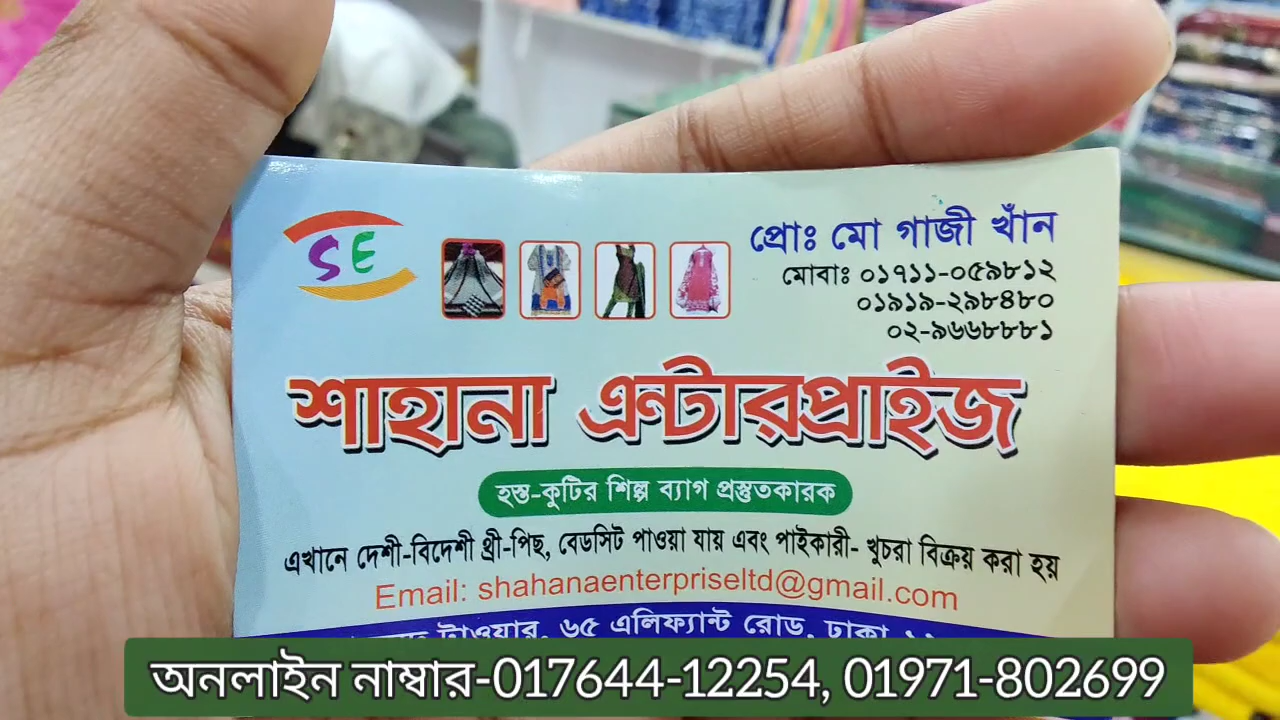 SE
প্রোঃ মো গাজী খাঁন
মোবাঃ ০১৭১১-০৫৯৮১২
০১৯১৯-২৯৮৪৮০
০২-৯৬৬৮৮৮১
শাহানা এন্টারপ্রাইজ
হস্ত-কুটির শিল্প ব্যাগ প্রস্তুতকারক
এখানে দেশী-বিদেশী থ্রী-পিছ, বেডসিট পাওয়া যায় এবং পাইকারী- খুচরা বিক্রয় করা হয়
Email: shahanaenterpriseltd@gmail.com
টাওয়ার, ৬৫ এলিফ্যান্ট রোড, ঢাকা
অনলাইন নাম্বার-017644-12254, 01971-802699